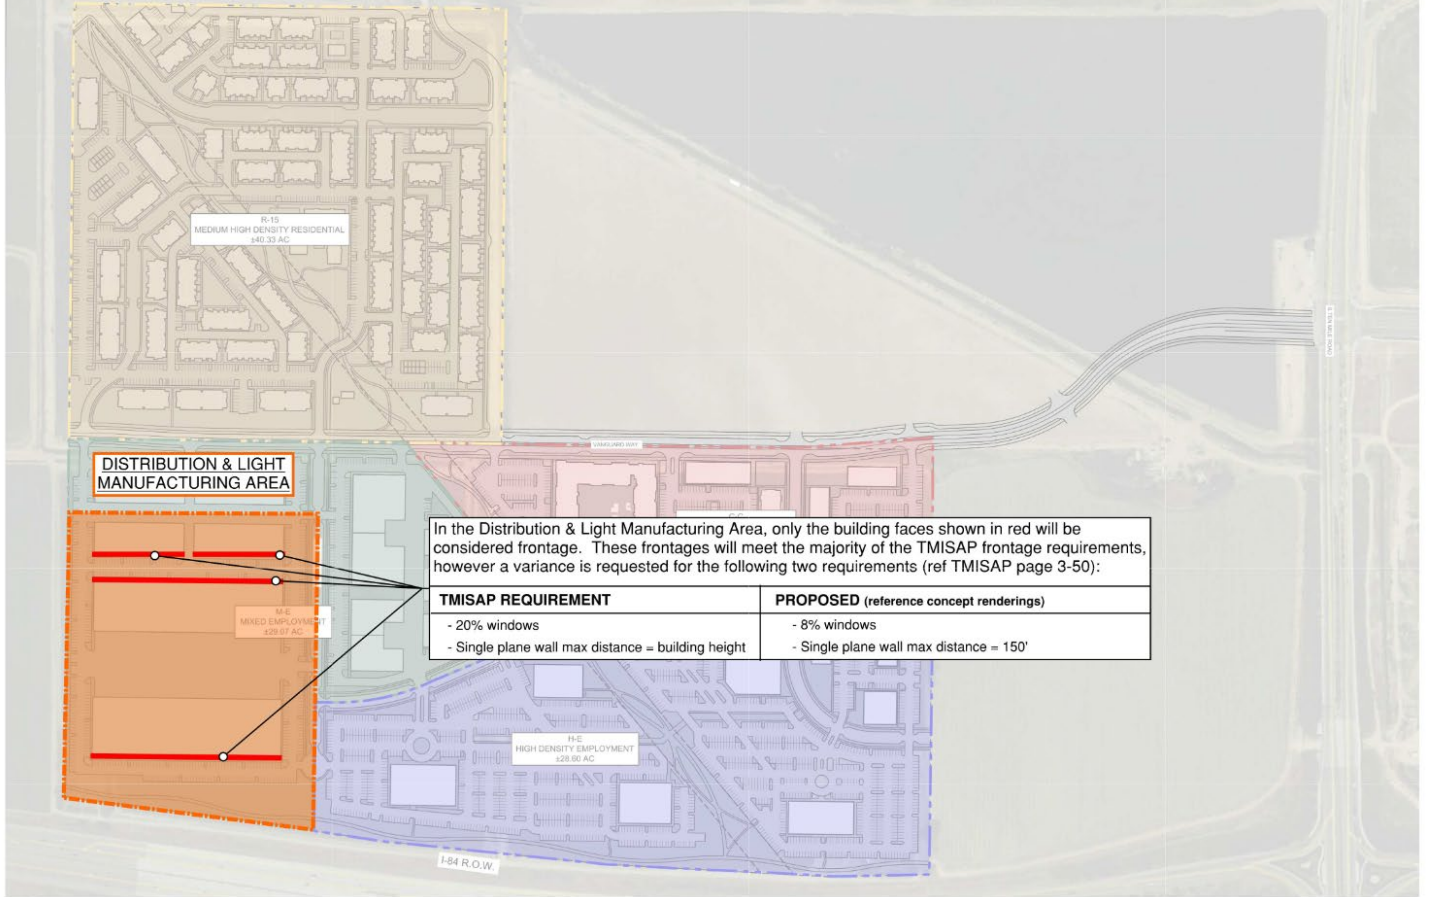 R-15
MEDIUM HIGH DENSITY RESIDENTIAL
±40.33 AC
S TEN MILE ROAD
VANGUARD WAY
DISTRIBUTION & LIGHT
MANUFACTURING AREA
In the Distribution & Light Manufacturing Area, only the building faces shown in red will be
considered frontage. These frontages will meet the majority of the TMISAP frontage requirements,
however a variance is requested for the following two requirements (ref TMISAP page 3-50):
TMISAP REQUIREMENT
PROPOSED (reference concept renderings)
- 20% windows
- 8% windows
- Single plane wall max distance = building height
- Single plane wall max distance = 150'
M-E
MIXED EMPLOYMENT
AC
H-E
HIGH DENSITY EMPLOYMENT
±28.60 AC
I-84 R.O.W.